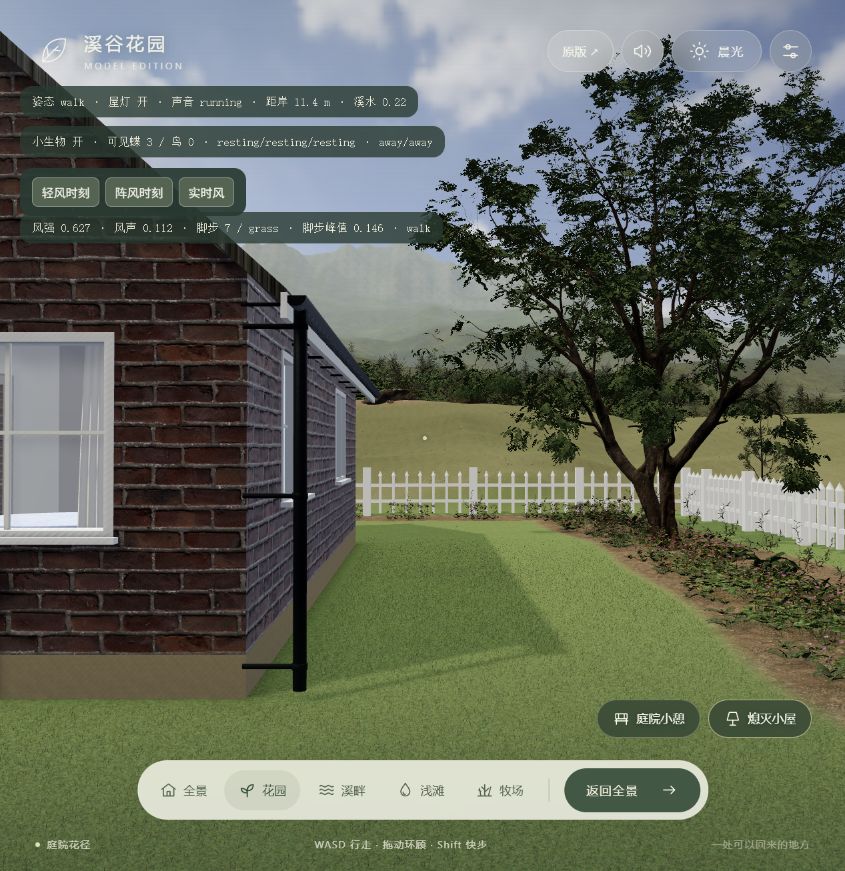 溪谷花园
MODEL EDITION
原版 ↗
晨光
姿态 walk · 屋灯 开 · 声音 running · 距岸 11.4 m · 溪水 0.22
小生物 开 · 可见蝶 3 / 鸟 0 · resting/resting/resting · away/away
轻风时刻 阵风时刻 实时风
风强 0.627 · 风声 0.112 · 脚步 7 / grass · 脚步峰值 0.146 · walk
庭院小憩 熄灭小屋
全景 花园 溪畔 浅滩 牧场 返回全景 →
庭院花径 WASD 行走 · 拖动环顾 · Shift 快步 一处可以回来的地方